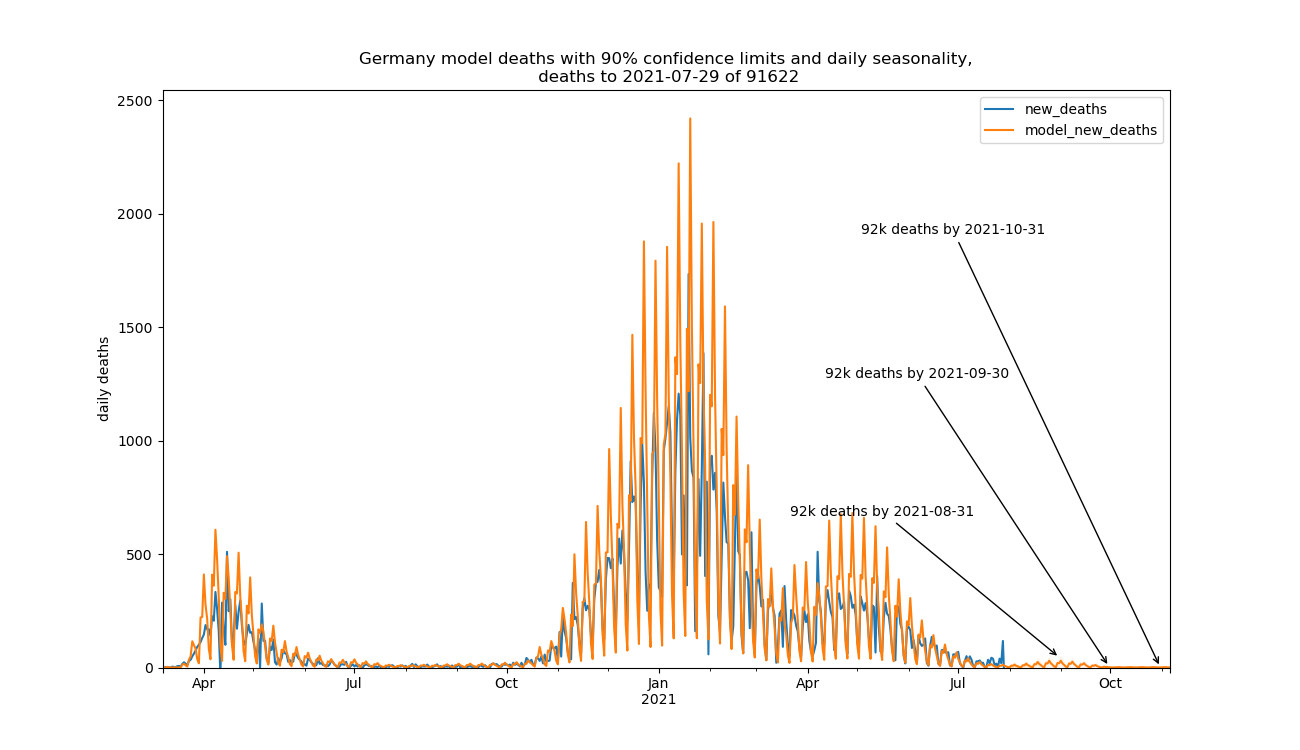 Germany model deaths with 90% confidence limits and daily seasonality,
deaths to 2021-07-29 of 91622
new_deaths
model_new_deaths
daily deaths
2500
2000
1500
1000
500
0
92k deaths by 2021-10-31
92k deaths by 2021-09-30
92k deaths by 2021-08-31
Apr Jul Oct Jan Apr Jul Oct
2021